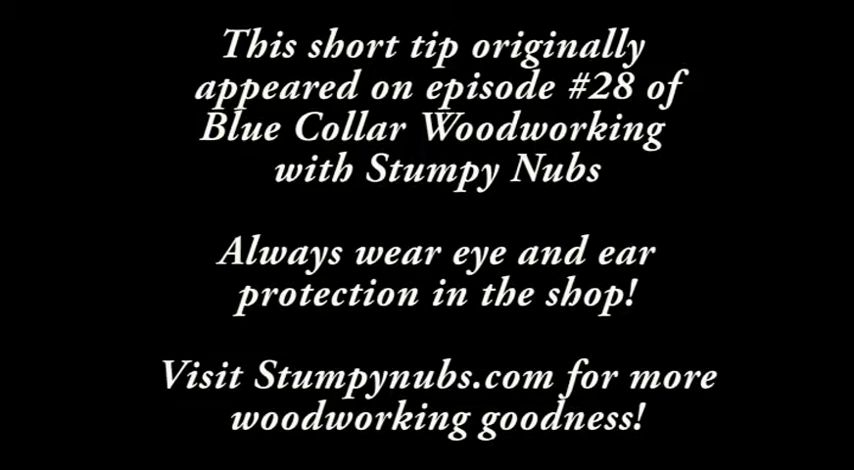 This short tip originally
appeared on episode #28 of
Blue Collar Woodworking
with Stumpy Nubs
Always wear eye and ear
protection in the shop!
Visit Stumpynubs.com for more
woodworking goodness!